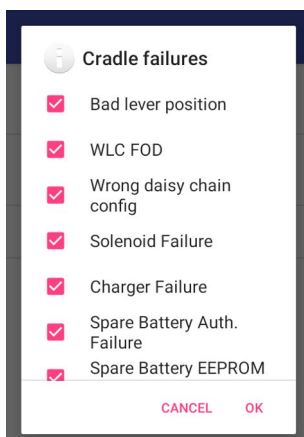 Cradle failures
Bad lever position
WLC FOD
Wrong daisy chain
config
Solenoid Failure
Charger Failure
Spare Battery Auth.
Failure
Spare Battery EEPROM
CANCEL OK